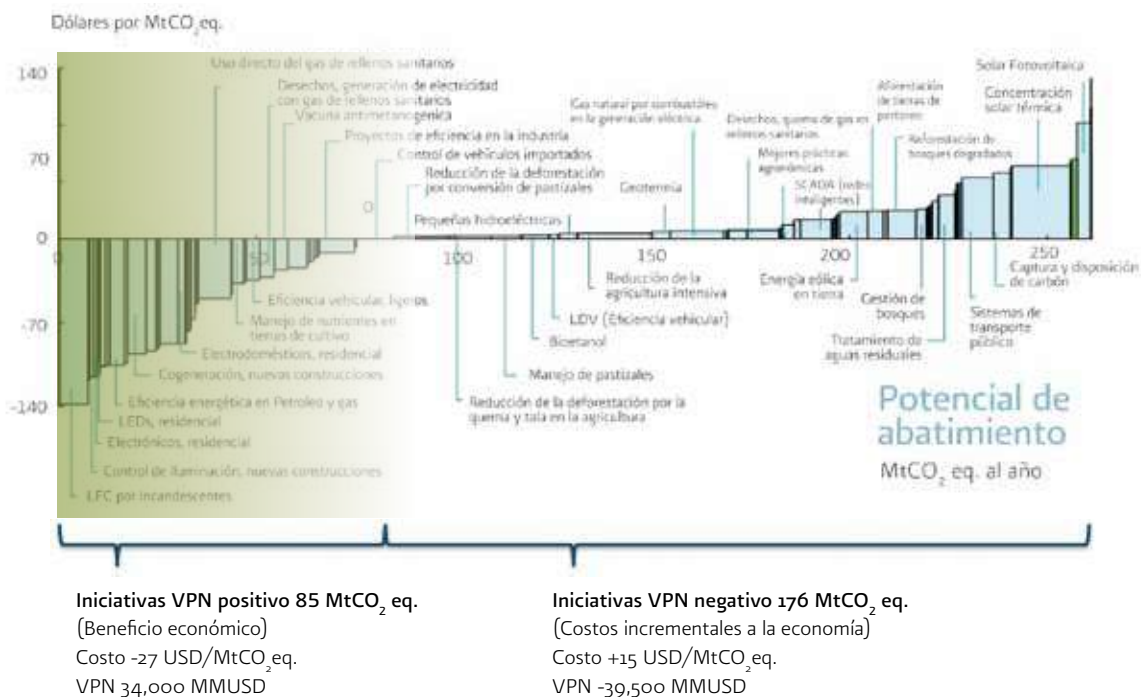 Dólares por MtCO₂eq.
Uso directo del gas de rellenos sanitarios
Desechos, generación de electricidad
con gas de rellenos sanitarios
Vacuna antimetanogenica
Proyectos de eficiencia en la industria
Control de vehículos importados
Reducción de la deforestación
por conversión de pastizales
Pequeñas hidroeléctricas
Geotermia
Gas natural por combustibles
en la generación eléctrica
Desechos, quema de gas en
rellenos sanitarios
Mejores prácticas
agronómicas
SCADA (redes
inteligentes)
Aforestación
de tierras de
pastoreo
Reforestación de
bosques degradados
Solar Fotovoltaica
Concentración
solar térmica
140
70
0
-70
-140
0
0
50
100
150
200
250
Eficiencia vehicular, ligeros
Manejo de nutrientes en
tierras de cultivo
Electrodomésticos, residencial
Cogeneración, nuevas construcciones
Eficiencia energética en Petroleo y gas
LEDs, residencial
Electrónicos, residencial
Control de iluminación, nuevas construcciones
LFC por incandescentes
Reducción de la deforestación por la
quema y tala en la agricultura
Manejo de pastizales
Bioetanol
LDV (Eficiencia vehicular)
Reducción de la
agricultura intensiva
Energía eólica
en tierra
Gestión de
bosques
Tratamiento de
aguas residuales
Sistemas de
transporte
público
Captura y disposición
de carbón
Potencial de
abatimiento
MtCO₂ eq. al año
Iniciativas VPN positivo 85 MtCO₂ eq.
(Beneficio económico)
Costo -27 USD/MtCO₂eq.
VPN 34,000 MMUSD
Iniciativas VPN negativo 176 MtCO₂ eq.
(Costos incrementales a la economía)
Costo +15 USD/MtCO₂eq.
VPN -39,500 MMUSD